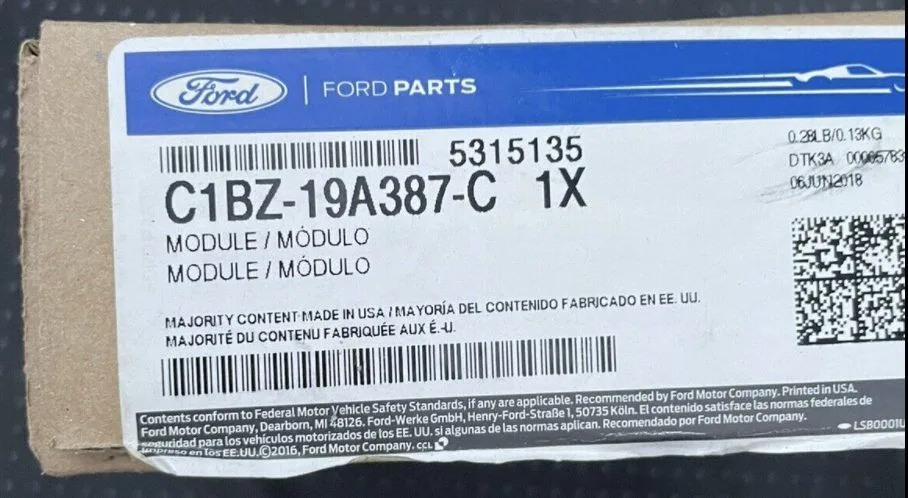 Ford | FORD PARTS
5315135
C1BZ-19A387-C 1X
MODULE / MÓDULO
MODULE / MÓDULO
0.28LB/0.13KG
DTK3A
06JUN2018
MAJORITY CONTENT MADE IN USA / MAYORÍA DEL CONTENIDO FABRICADO EN EE. UU.
MAJORITÉ DU CONTENU FABRIQUÉE AUX É.-U.
Contents conform to Federal Motor Vehicle Safety Standards, if any are applicable. Recommended by Ford Motor Company. Printed in USA.
Ford Motor Company, Dearborn, MI 48126. Ford-Werke GmbH, Henry-Ford-Straße 1, 50735 Köln. El contenido satisface las normas federales de
seguridad para los vehículos motorizados de los EE. UU. si algunas de las normas aplican. Recomendado por Ford Motor Company.
Impreso en los EE.UU.©2016, Ford Motor Company. CCL
LSB0001U